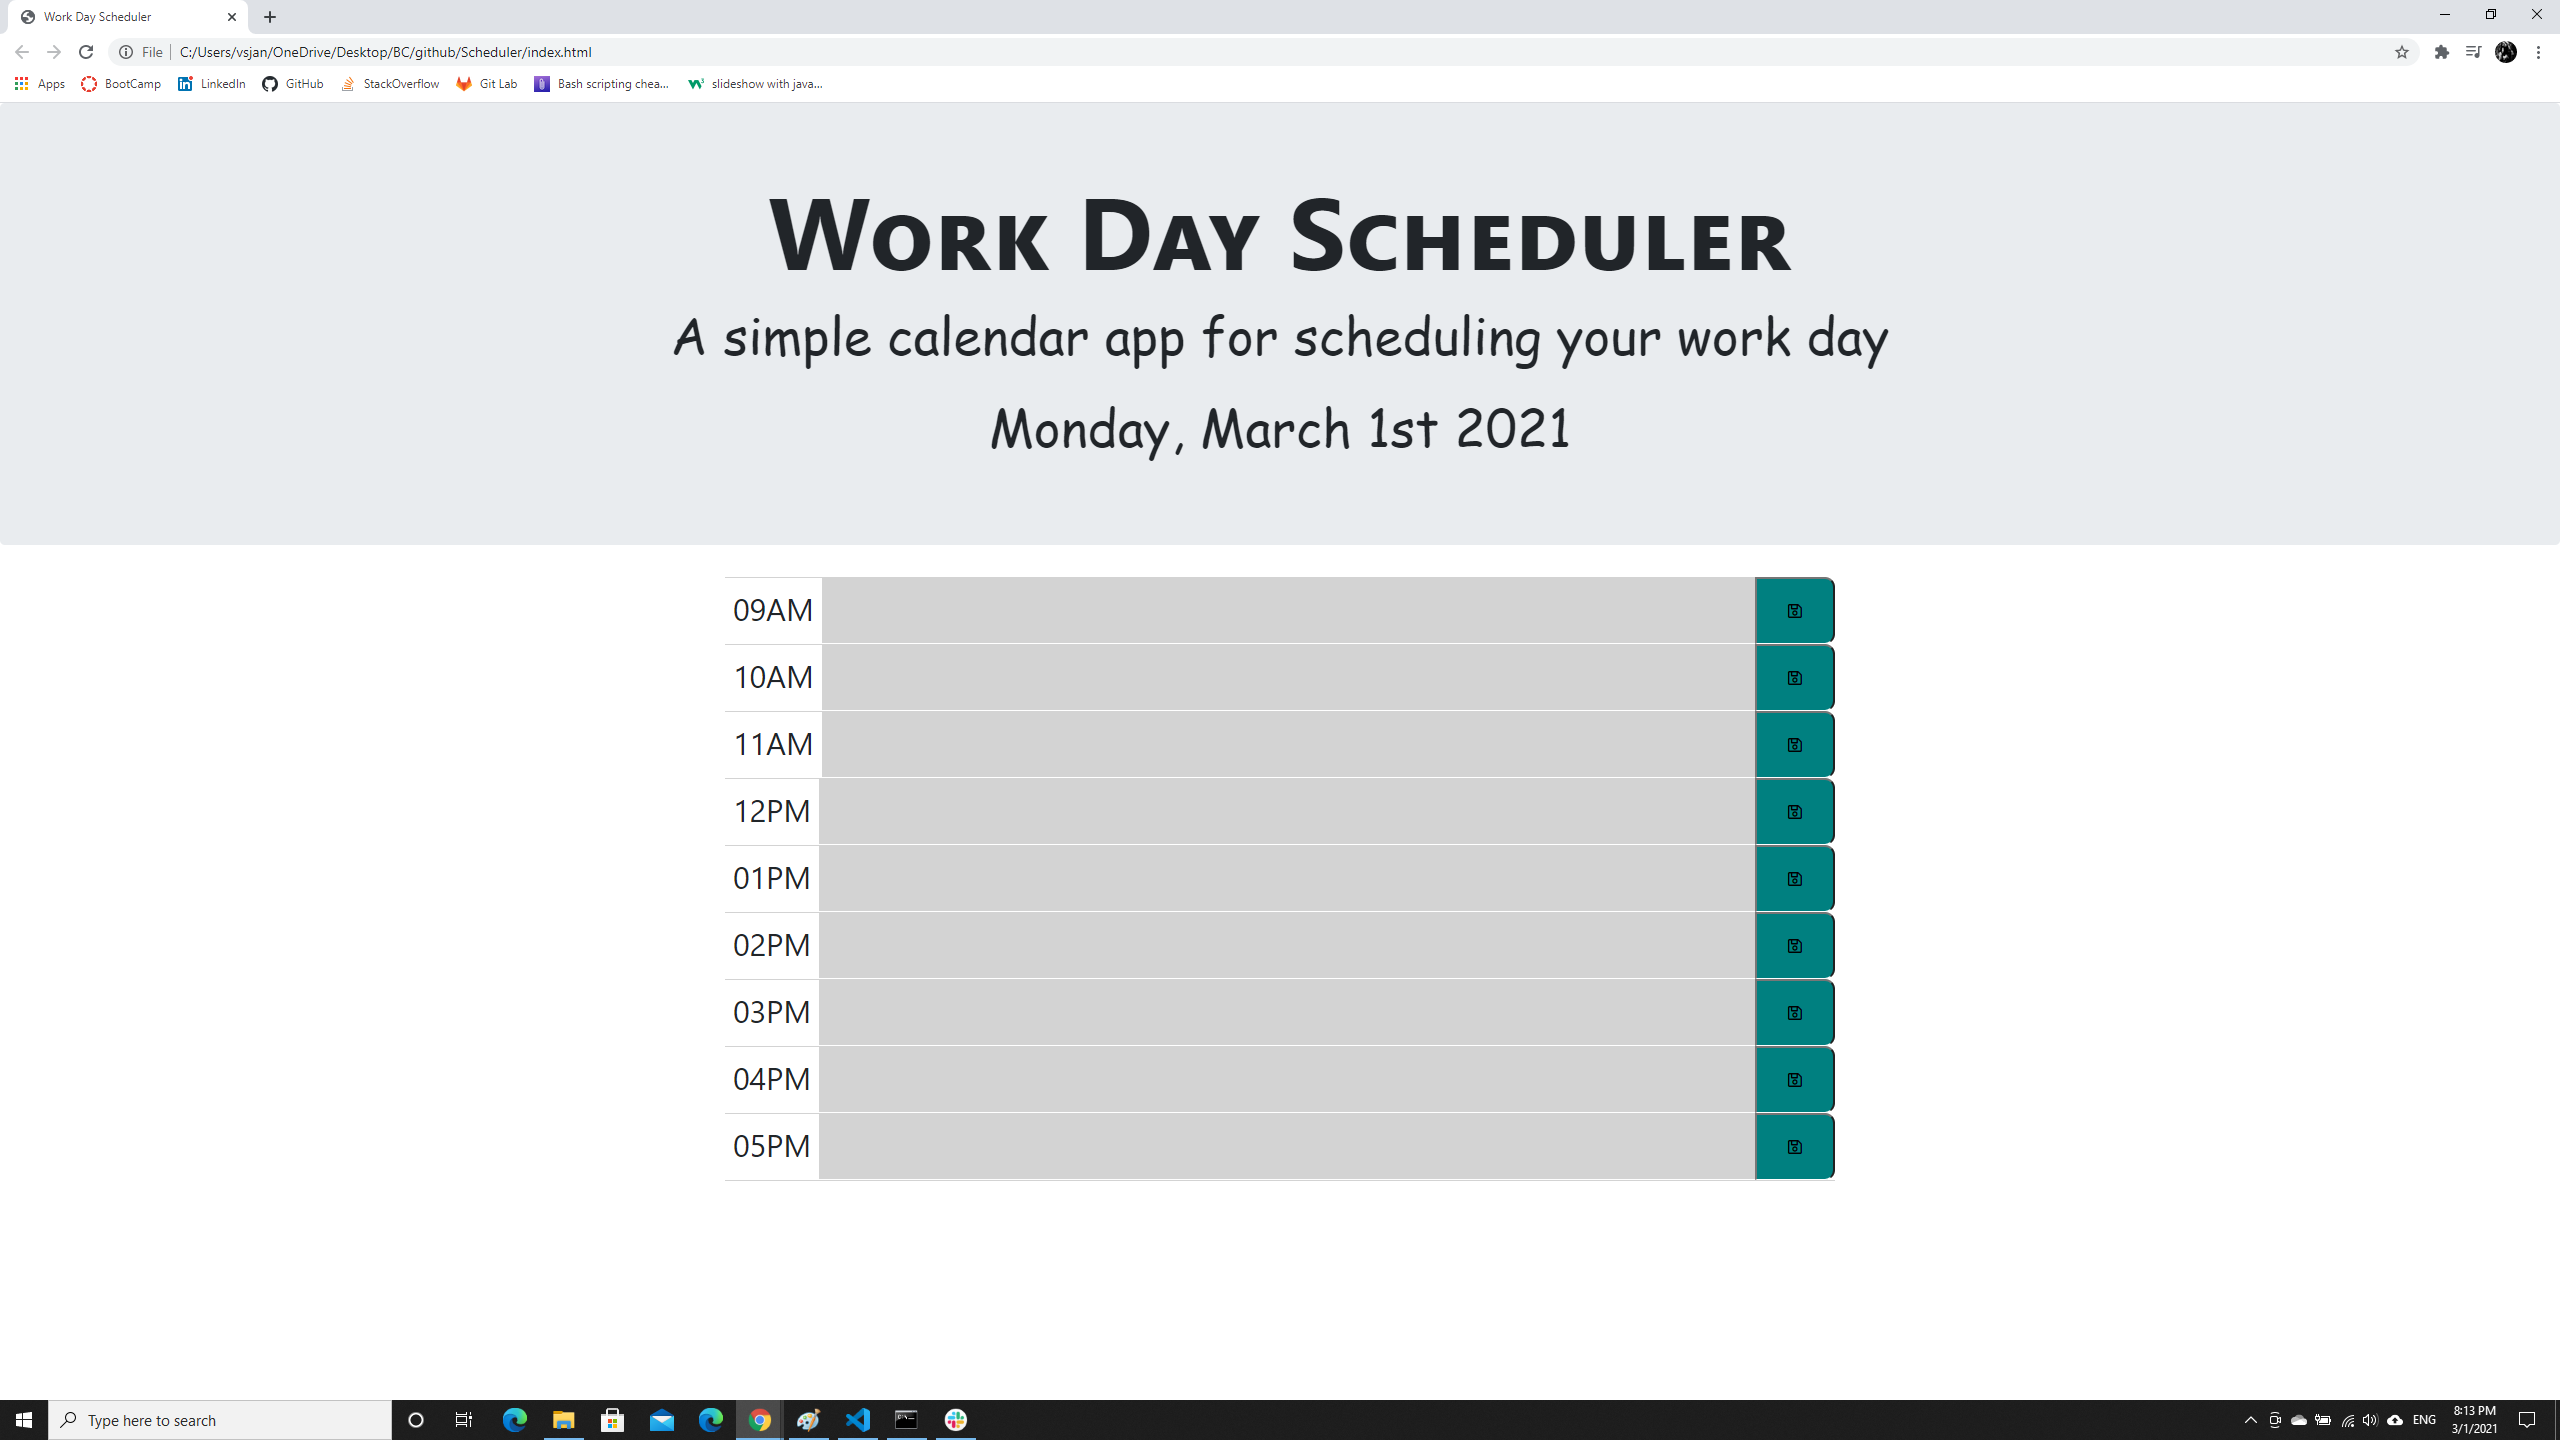 Work Day Scheduler
File C:/Users/vsjan/OneDrive/Desktop/BC/github/Scheduler/index.html
Apps BootCamp LinkedIn GitHub StackOverflow Git Lab Bash scripting chea... slideshow with java...
Work Day Scheduler
A simple calendar app for scheduling your work day
Monday, March 1st 2021
09AM
10AM
11AM
12PM
01PM
02PM
03PM
04PM
05PM
Type here to search
ENG
8:13 PM
3/1/2021